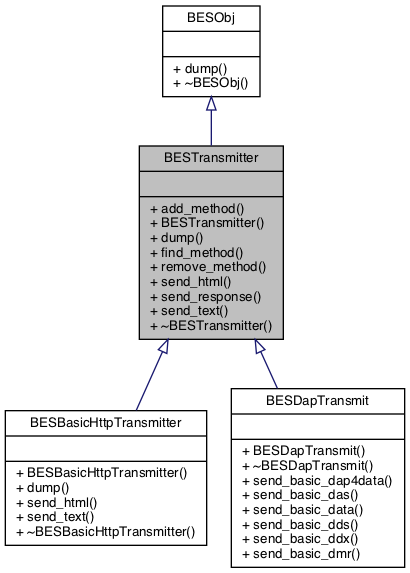 BESObj
+ dump()
+ ~BESObj()
BESTransmitter
+ add_method()
+ BESTransmitter()
+ dump()
+ find_method()
+ remove_method()
+ send_html()
+ send_response()
+ send_text()
+ ~BESTransmitter()
BESBasicHttpTransmitter
+ BESBasicHttpTransmitter()
+ dump()
+ send_html()
+ send_text()
+ ~BESBasicHttpTransmitter()
BESDapTransmit
+ BESDapTransmit()
+ ~BESDapTransmit()
+ send_basic_dap4data()
+ send_basic_das()
+ send_basic_data()
+ send_basic_dds()
+ send_basic_ddx()
+ send_basic_dmr()